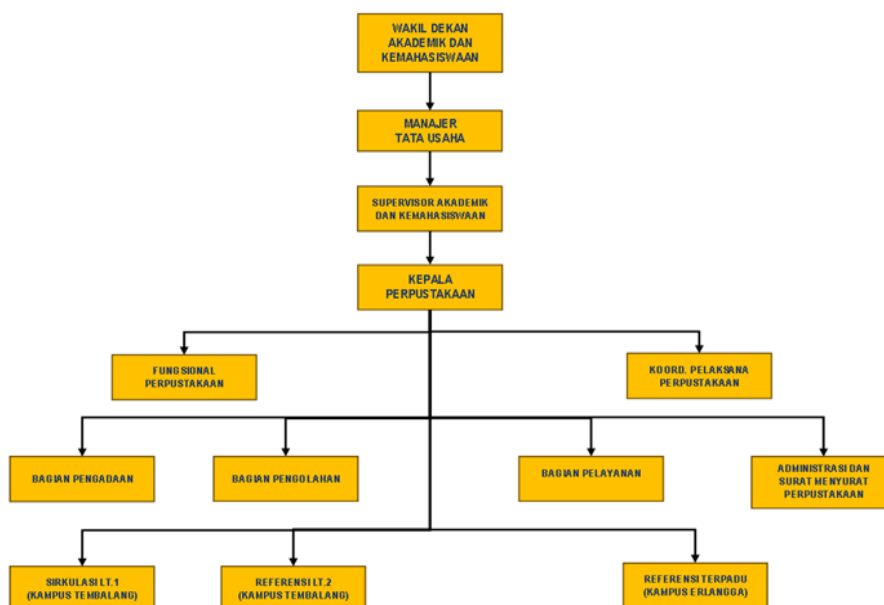 WAKIL DEKAN
AKADEMIK DAN
KEMAHASISWAAN
MANAJER
TATA USAHA
SUPERVISOR AKADEMIK
DAN KEMAHASISWAAN
KEPALA
PERPUSTAKAAN
FUNGSIONAL
PERPUSTAKAAN
KOORD. PELAKSANA
PERPUSTAKAAN
BAGIAN PENGADAAN
BAGIAN PENGOLAHAN
BAGIAN PELAYANAN
ADMINISTRASI DAN
SURAT MENYURAT
PERPUSTAKAAN
SIRKULASI LT.1
(KAMPUS TEMBALANG)
REFERENSI LT.2
(KAMPUS TEMBALANG)
REFERENSI TERPADU
(KAMPUS ERLANGGA)